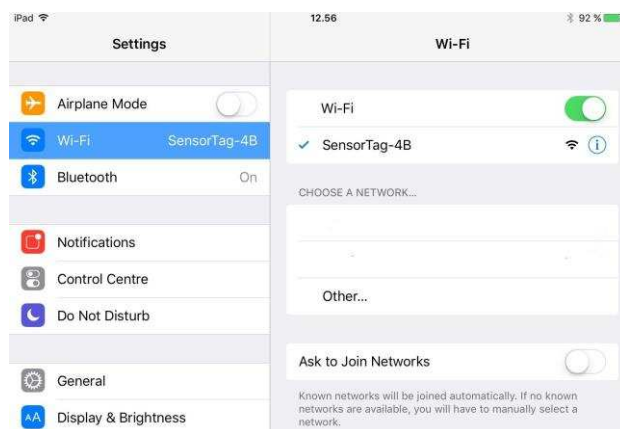 iPad 12.56 92 %
Settings
Wi-Fi
Airplane Mode
Wi-Fi SensorTag-4B
Bluetooth On
Notifications
Control Centre
Do Not Disturb
General
AA Display & Brightness
Wi-Fi
SensorTag-4B
CHOOSE A NETWORK...
Other...
Ask to Join Networks
Known networks will be joined automatically. If no known
networks are available, you will have to manually select a
network.